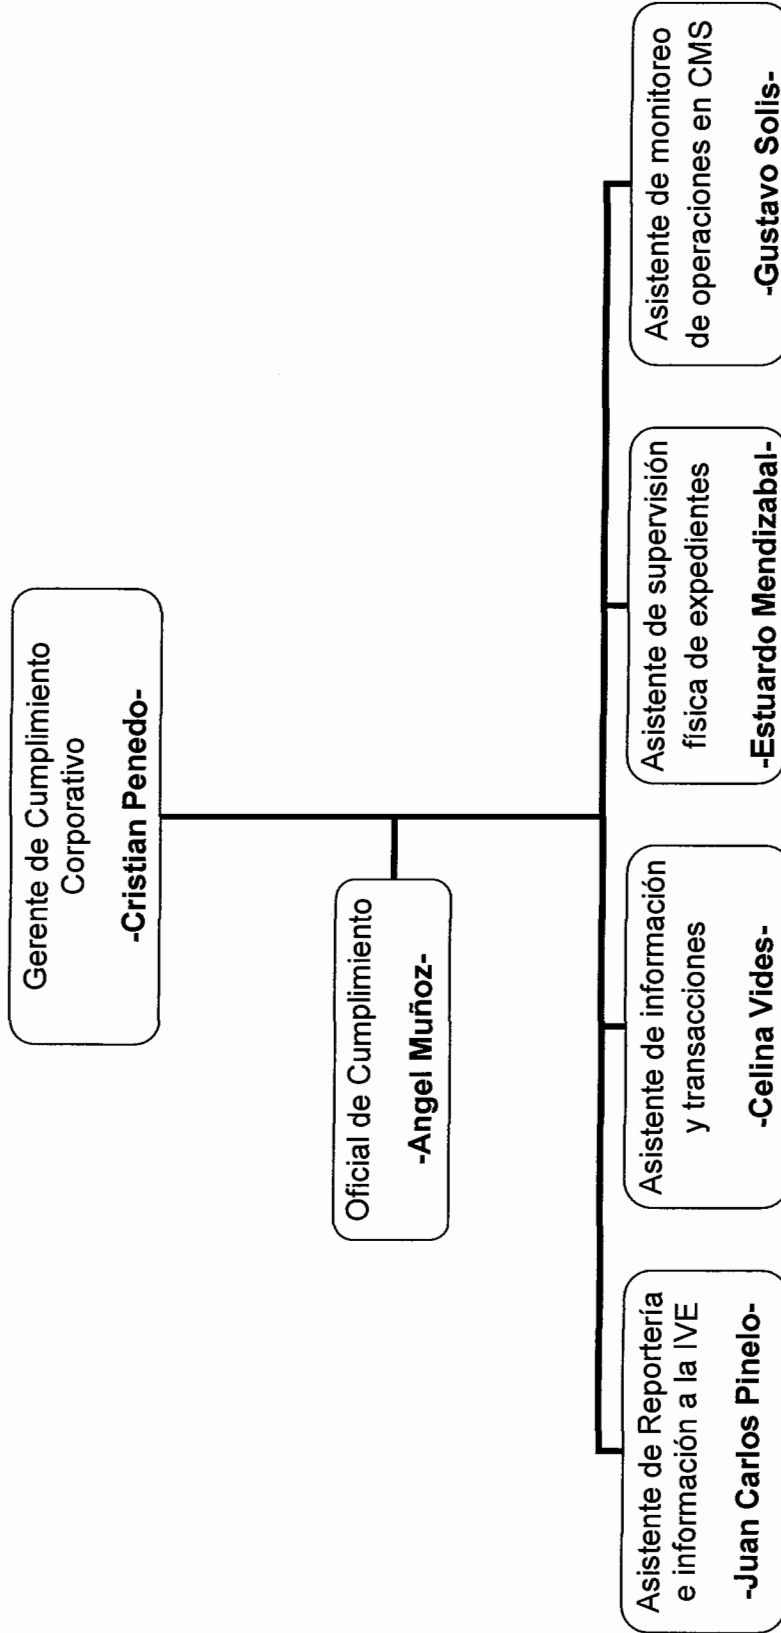 Gerente de Cumplimiento
Corporativo
-Cristian Penedo-
Oficial de Cumplimiento
-Angel Muñoz-
Asistente de Reportería
e información a la IVE
-Juan Carlos Pinelo-
Asistente de información
y transacciones
-Celina Vides-
Asistente de supervisión
física de expedientes
-Estuardo Mendizabal-
Asistente de monitoreo
de operaciones en CMS
-Gustavo Solis-